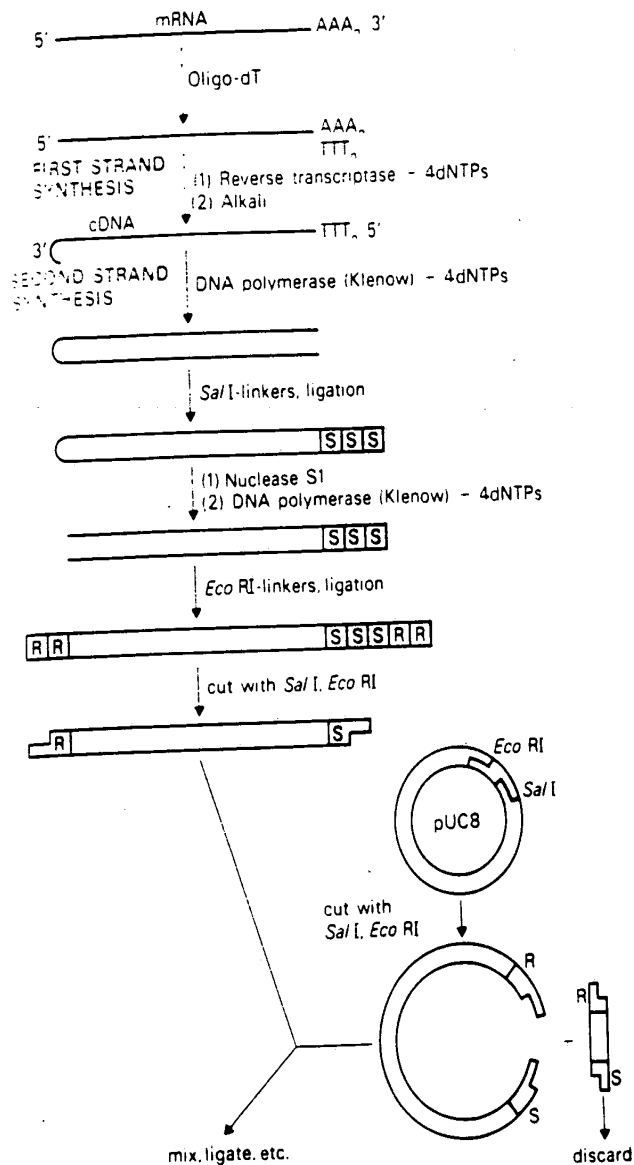 mRNA
5' AAAn 3'
Oligo-dT
5' AAAn
TTTn
FIRST STRAND
SYNTHESIS
(1) Reverse transcriptase – 4dNTPs
(2) Alkali
cDNA
3' TTTn 5'
SECOND STRAND
SYNTHESIS
DNA polymerase (Klenow) – 4dNTPs
Sal I-linkers, ligation
S S S
(1) Nuclease S1
(2) DNA polymerase (Klenow) – 4dNTPs
S S S
Eco RI-linkers, ligation
R R S S S R R
cut with Sal I, Eco RI
R S
Eco RI
Sal I
pUC8
cut with
Sal I, Eco RI
R
R
S
S
mix, ligate, etc.
discard